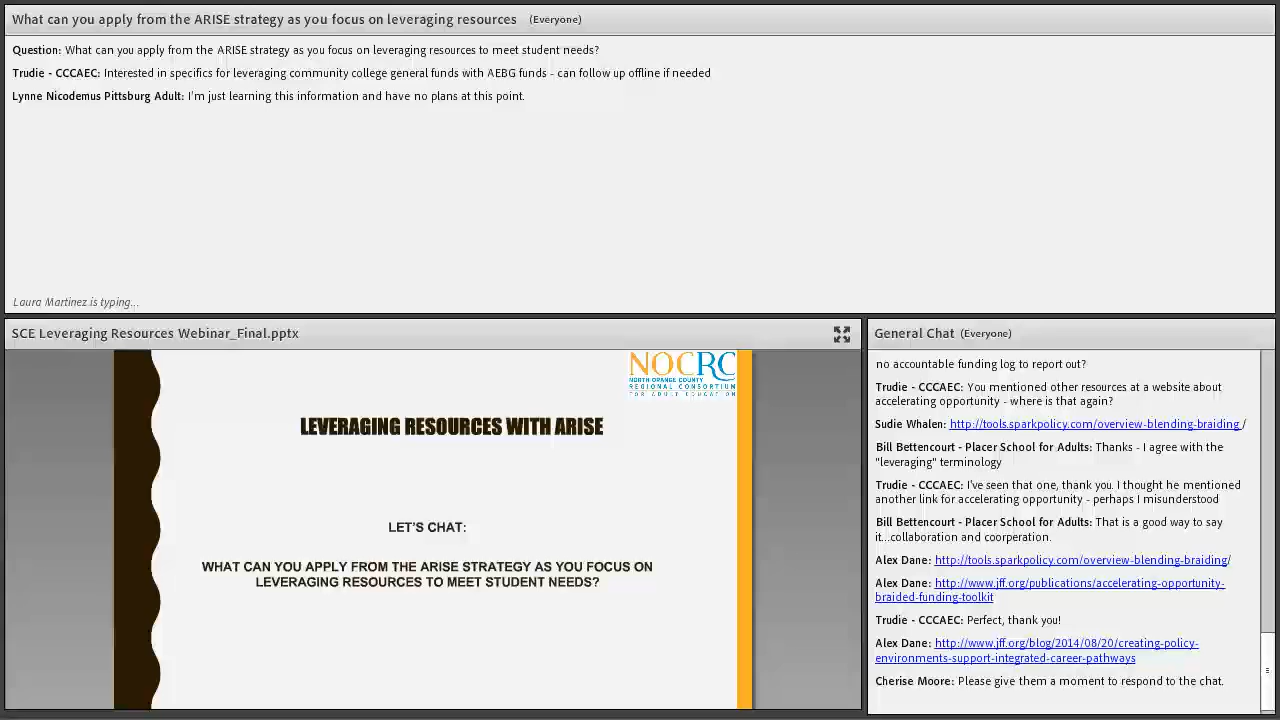 What can you apply from the ARISE strategy as you focus on leveraging resources (Everyone)
Question: What can you apply from the ARISE strategy as you focus on leveraging resources to meet student needs?
Trudie - CCCAEC: Interested in specifics for leveraging community college general funds with AEBG funds - can follow up offline if needed
Lynne Nicodemus Pittsburg Adult: I'm just learning this information and have no plans at this point.
Laura Martinez is typing...
SCE Leveraging Resources Webinar_Final.pptx
NOCRC
NORTH ORANGE COUNTY
REGIONAL CONSORTIUM
FOR ADULT EDUCATION
LEVERAGING RESOURCES WITH ARISE
LET'S CHAT:
WHAT CAN YOU APPLY FROM THE ARISE STRATEGY AS YOU FOCUS ON
LEVERAGING RESOURCES TO MEET STUDENT NEEDS?
General Chat (Everyone)
no accountable funding log to report out?
Trudie - CCCAEC: You mentioned other resources at a website about
accelerating opportunity - where is that again?
Sudie Whalen: http://tools.sparkpolicy.com/overview-blending-braiding /
Bill Bettencourt - Placer School for Adults: Thanks - I agree with the
"leveraging" terminology
Trudie - CCCAEC: I've seen that one, thank you. I thought he mentioned
another link for accelerating opportunity - perhaps I misunderstood
Bill Bettencourt - Placer School for Adults: That is a good way to say
it...collaboration and coorperation.
Alex Dane: http://tools.sparkpolicy.com/overview-blending-braiding/
Alex Dane: http://www.jff.org/publications/accelerating-opportunity-
braided-funding-toolkit
Trudie - CCCAEC: Perfect, thank you!
Alex Dane: http://www.jff.org/blog/2014/08/20/creating-policy-
environments-support-integrated-career-pathways
Cherise Moore: Please give them a moment to respond to the chat.